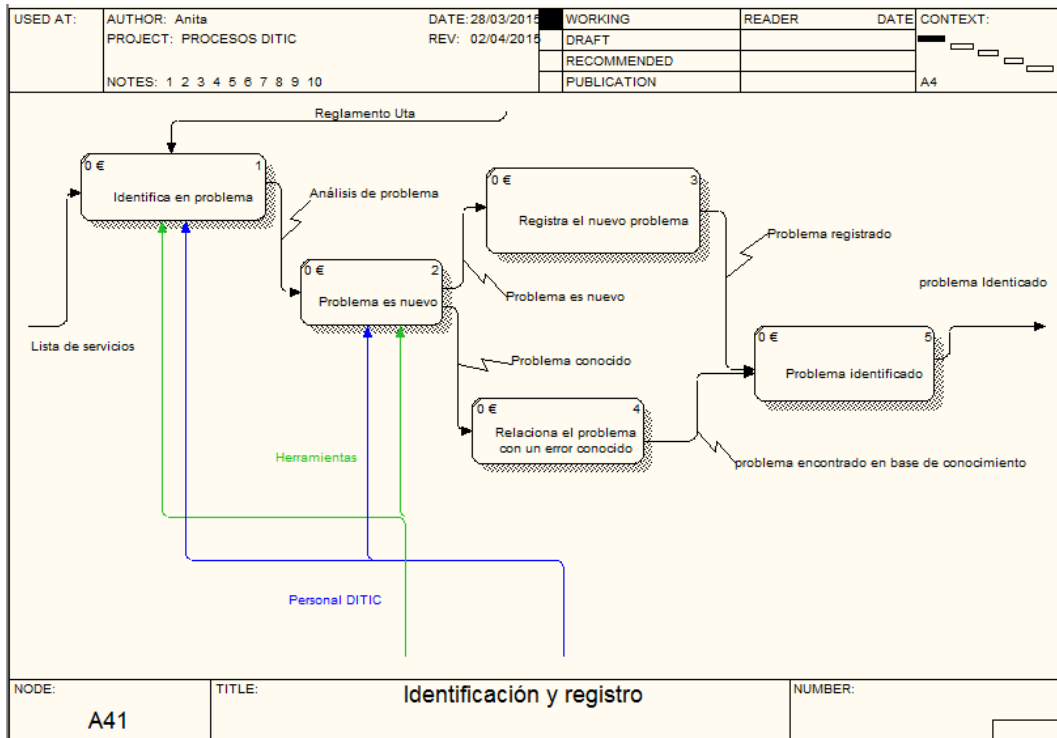 USED AT:
AUTHOR: Anita
DATE: 28/03/2015
WORKING
READER
DATE
CONTEXT:
PROJECT: PROCESOS DITIC
REV: 02/04/2015
DRAFT
RECOMMENDED
NOTES: 1 2 3 4 5 6 7 8 9 10
PUBLICATION
A4
Reglamento Uta
0 €
1
Identifica en problema
Análisis de problema
0 €
3
Registra el nuevo problema
Problema registrado
0 €
2
Problema es nuevo
Problema es nuevo
problema Identicado
Lista de servicios
Problema conocido
0 €
5
Problema identificado
0 €
4
Relaciona el problema
con un error conocido
Herramientas
problema encontrado en base de conocimiento
Personal DITIC
NODE:
TITLE:
Identificación y registro
NUMBER:
A41